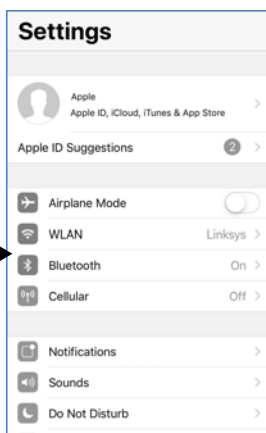 Settings
Apple
Apple ID, iCloud, iTunes & App Store
Apple ID Suggestions 2
Airplane Mode
WLAN Linksys
Bluetooth On
Cellular Off
Notifications
Sounds
Do Not Disturb